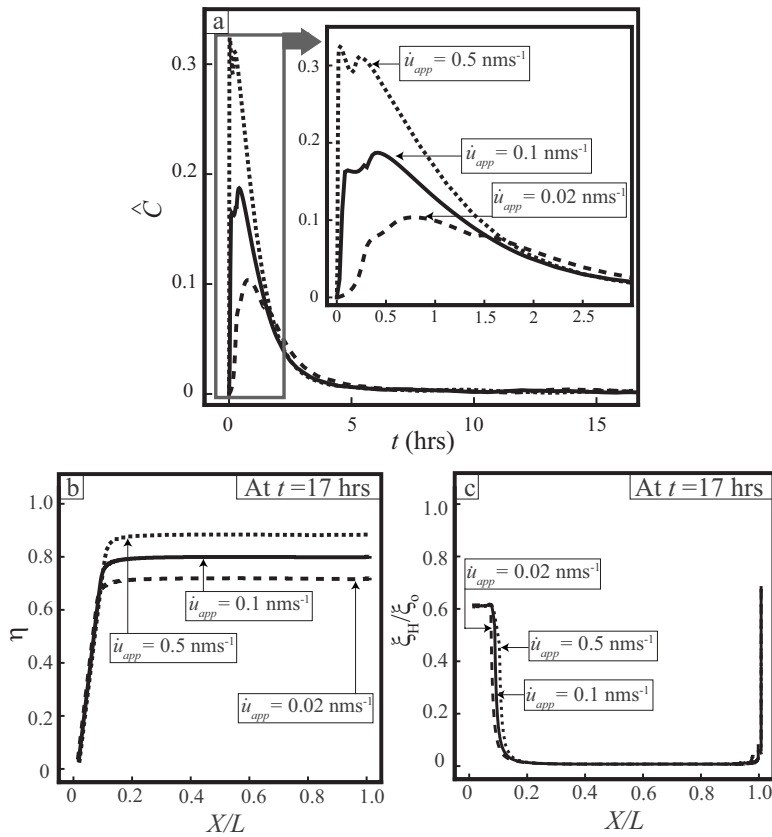 a
0.3
0.2
0.1
0
Ĉ
0 5 10 15
t (hrs)
0.3
0.2
0.1
0
0 0.5 1 1.5 2 2.5
u̇app = 0.5 nms⁻¹
u̇app = 0.1 nms⁻¹
u̇app = 0.02 nms⁻¹
b
At t =17 hrs
1.0
0.8
0.6
0.4
0.2
0
η
u̇app = 0.1 nms⁻¹
u̇app = 0.5 nms⁻¹
u̇app = 0.02 nms⁻¹
0 0.2 0.4 0.6 0.8 1.0
X/L
c
At t =17 hrs
1.0
0.8
0.6
0.4
0.2
0
ξH/ξo
u̇app = 0.02 nms⁻¹
u̇app = 0.5 nms⁻¹
u̇app = 0.1 nms⁻¹
0 0.2 0.4 0.6 0.8 1.0
X/L